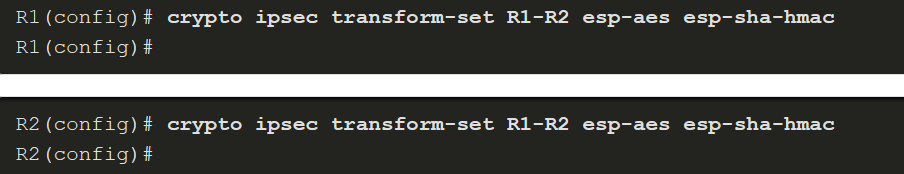 R1(config)# crypto ipsec transform-set R1-R2 esp-aes esp-sha-hmac
R1(config)#
R2(config)# crypto ipsec transform-set R1-R2 esp-aes esp-sha-hmac
R2(config)#